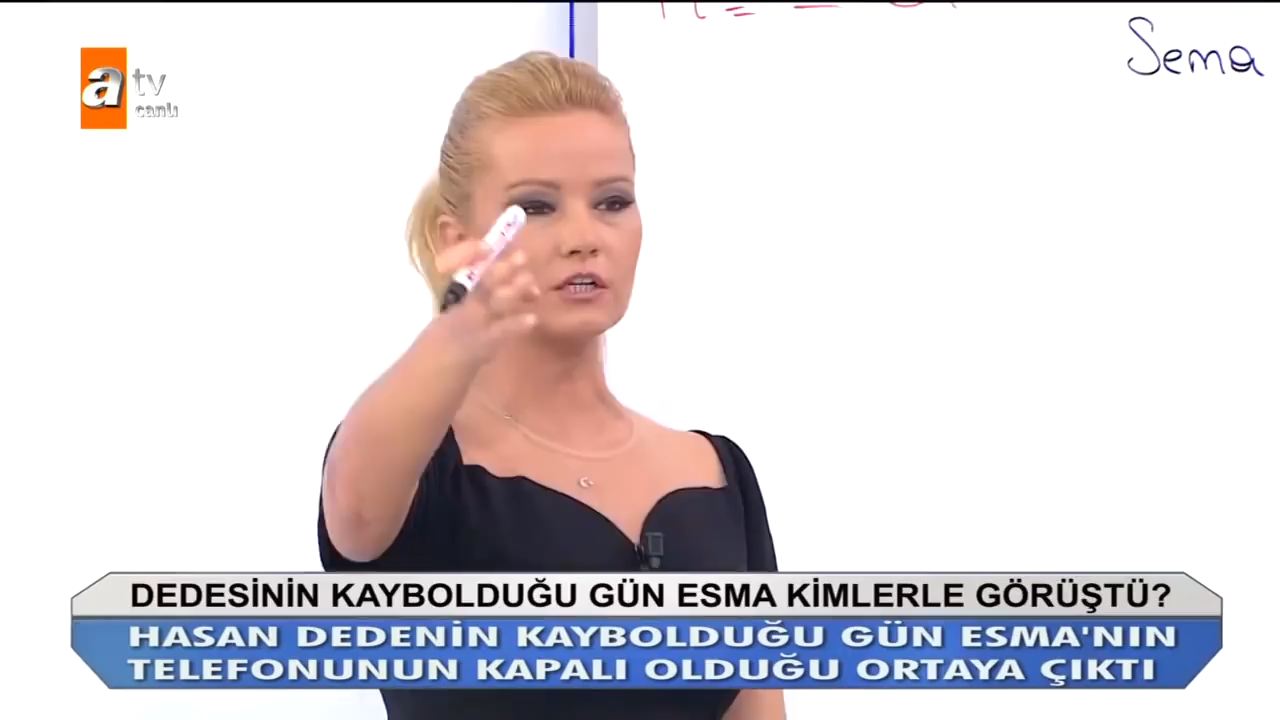 Sema
a
tv
canlı
DEDESİNİN KAYBOLDUĞU GÜN ESMA KİMLERLE GÖRÜŞTÜ?
HASAN DEDENİN KAYBOLDUĞU GÜN ESMA'NIN
TELEFONUNUN KAPALI OLDUĞU ORTAYA ÇIKTI